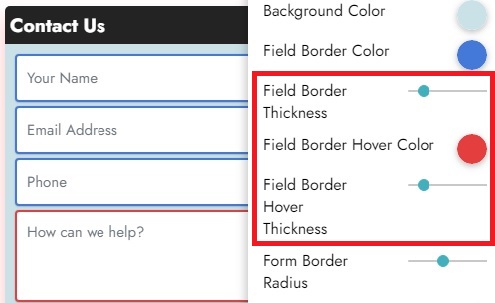 Contact Us
Your Name
Email Address
Phone
How can we help?
Background Color
Field Border Color
Field Border
Thickness
Field Border Hover Color
Field Border
Hover
Thickness
Form Border
Radius